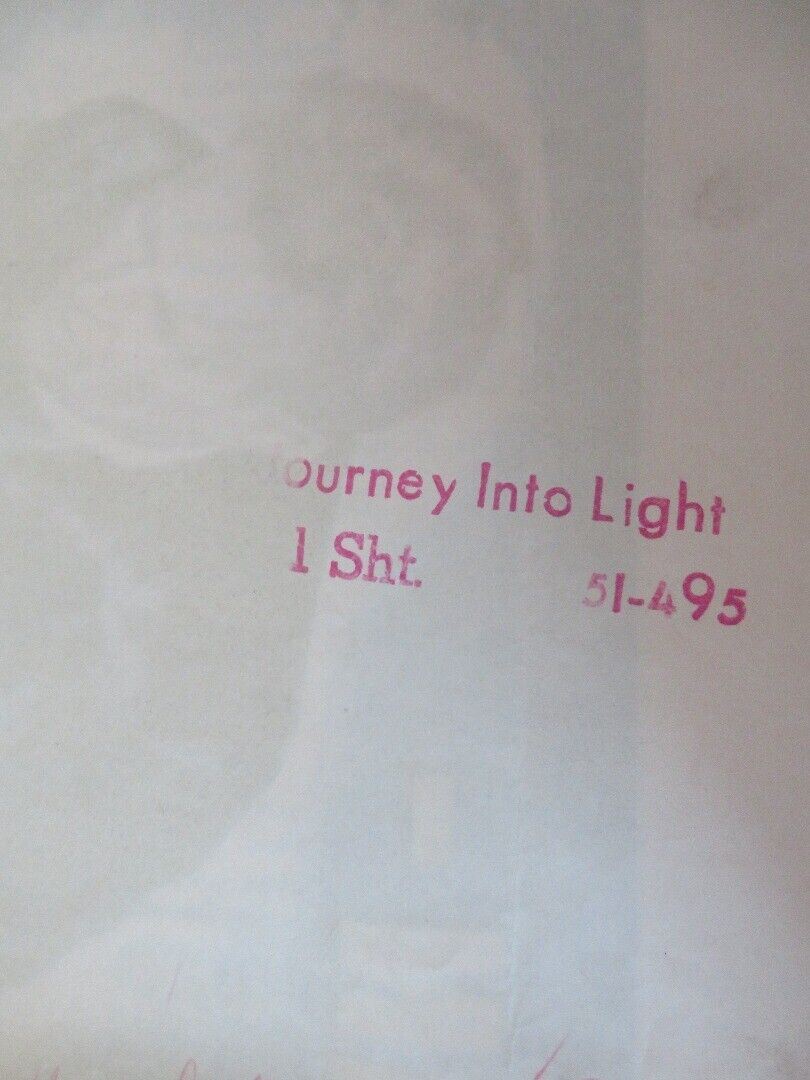 ourney Into Light
1 Sht. 51-495